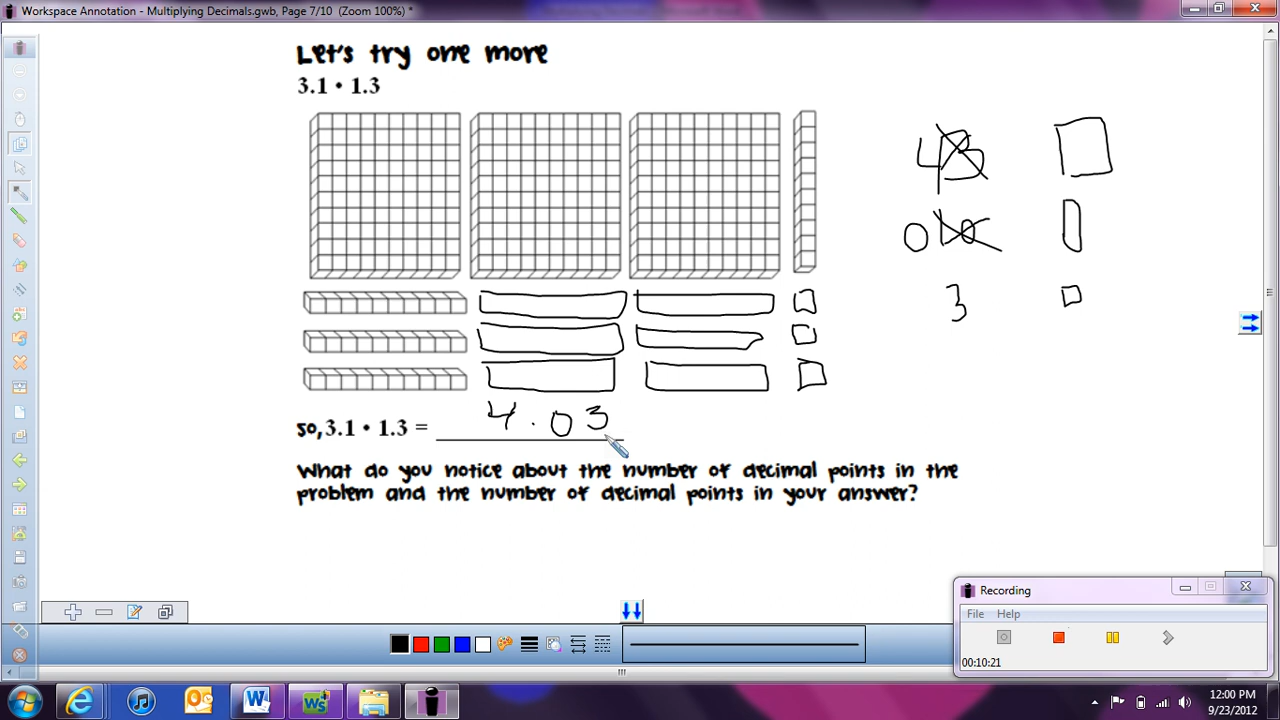 Workspace Annotation - Multiplying Decimals.gwb, Page 7/10 (Zoom 100%) *
Let's try one more
3.1 • 1.3
4 3
0 10
3
so, 3.1 • 1.3 = 4.03
What do you notice about the number of decimal points in the
problem and the number of decimal points in your answer?
Recording
File Help
00:10:21
12:00 PM
9/23/2012